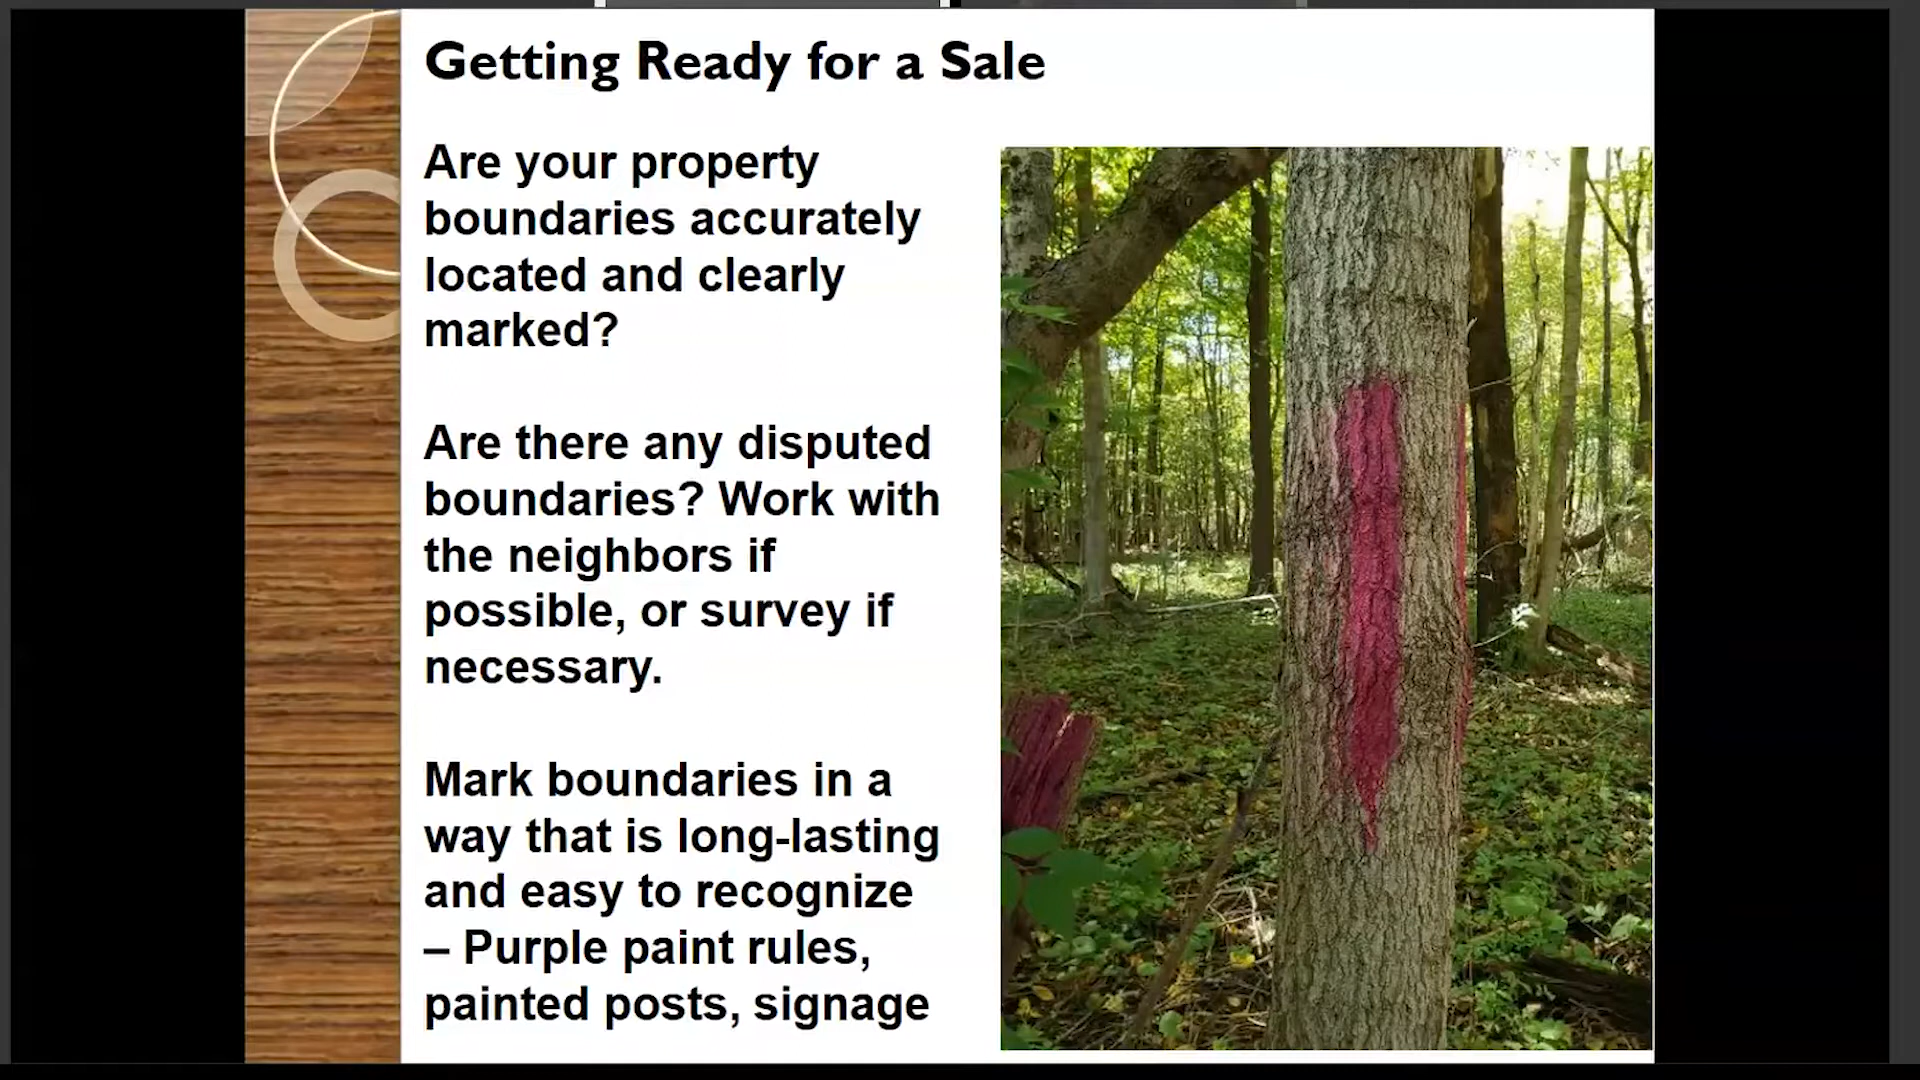 Getting Ready for a Sale
Are your property
boundaries accurately
located and clearly
marked?
Are there any disputed
boundaries? Work with
the neighbors if
possible, or survey if
necessary.
Mark boundaries in a
way that is long-lasting
and easy to recognize
– Purple paint rules,
painted posts, signage